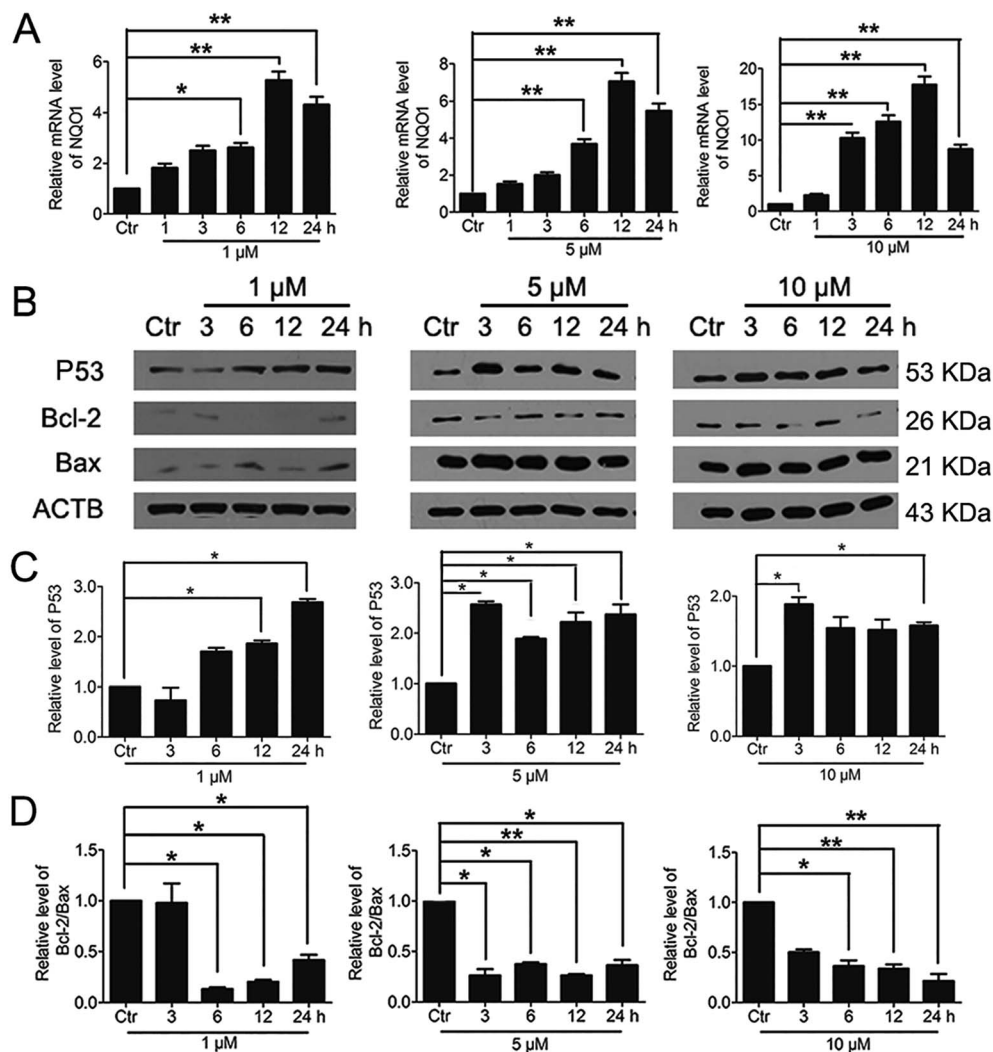 A
Relative mRNA level
of NQO1
0
2
4
6
**
**
*
Ctr 1 3 6 12 24 h
1 μM
Relative mRNA level
of NQO1
0
2
4
6
8
**
**
**
Ctr 1 3 6 12 24 h
5 μM
Relative mRNA level
of NQO1
0
5
10
15
20
**
**
**
**
Ctr 1 3 6 12 24 h
10 μM
B
1 μM 5 μM 10 μM
Ctr 3 6 12 24 h Ctr 3 6 12 24 h Ctr 3 6 12 24 h
P53 53 KDa
Bcl-2 26 KDa
Bax 21 KDa
ACTB 43 KDa
C
Relative level of P53
0.0
1.0
2.0
3.0
*
*
Ctr 3 6 12 24 h
1 μM
Relative level of P53
0.0
1.0
2.0
3.0
*
*
*
*
Ctr 3 6 12 24 h
5 μM
Relative level of P53
0.0
1.0
2.0
*
*
Ctr 3 6 12 24 h
10 μM
D
Relative level of
Bcl-2/Bax
0.0
0.5
1.0
1.5
*
*
*
Ctr 3 6 12 24 h
1 μM
Relative level of
Bcl-2/Bax
0.0
0.5
1.0
1.5
*
**
*
*
Ctr 3 6 12 24 h
5 μM
Relative level of
Bcl-2/Bax
0.0
0.5
1.0
1.5
**
**
*
Ctr 3 6 12 24 h
10 μM